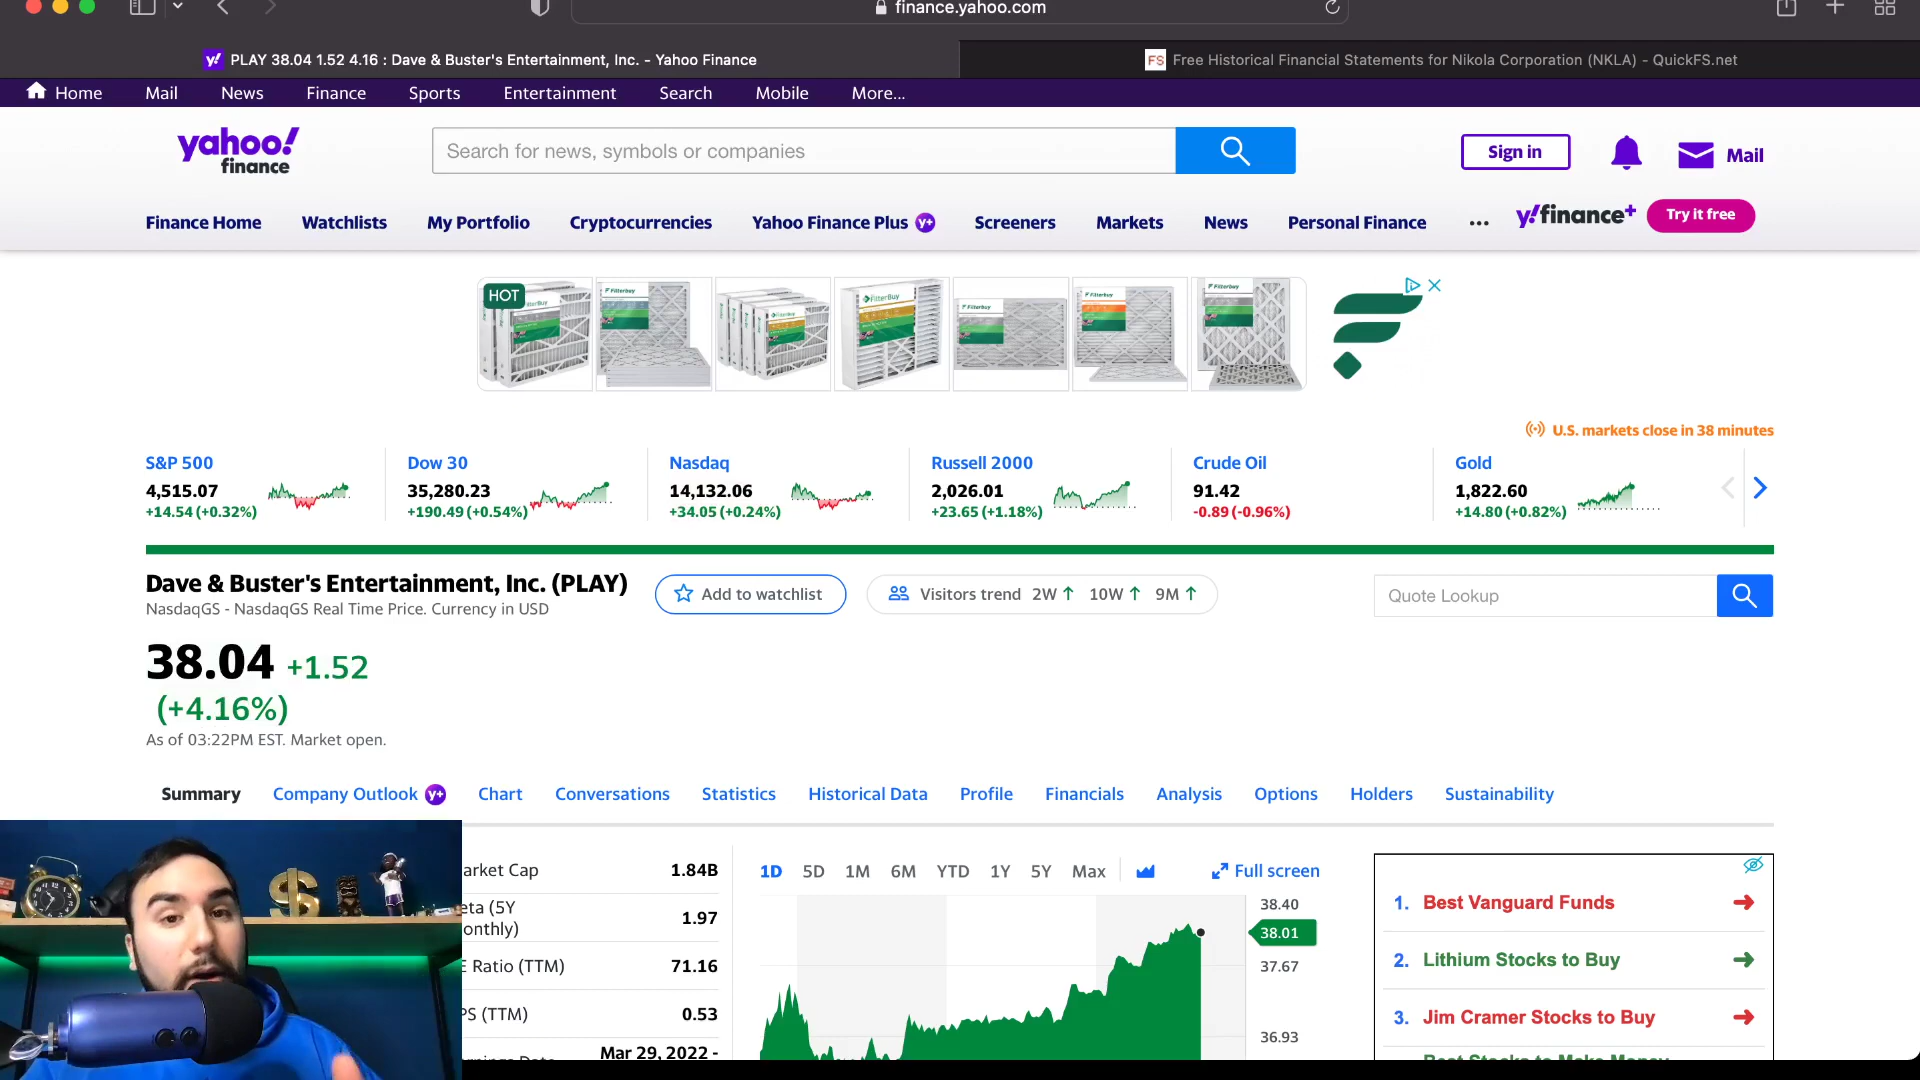 finance.yahoo.com
PLAY 38.04 1.52 4.16 : Dave & Buster's Entertainment, Inc. - Yahoo Finance
FS Free Historical Financial Statements for Nikola Corporation (NKLA) - QuickFS.net
Home Mail News Finance Sports Entertainment Search Mobile More...
yahoo!
finance
Search for news, symbols or companies
Sign in
Mail
Finance Home Watchlists My Portfolio Cryptocurrencies Yahoo Finance Plus y+ Screeners Markets News Personal Finance ... y!finance+ Try it free
HOT
U.S. markets close in 38 minutes
S&P 500
4,515.07
+14.54 (+0.32%)
Dow 30
35,280.23
+190.49 (+0.54%)
Nasdaq
14,132.06
+34.05 (+0.24%)
Russell 2000
2,026.01
+23.65 (+1.18%)
Crude Oil
91.42
-0.89 (-0.96%)
Gold
1,822.60
+14.80 (+0.82%)
Dave & Buster's Entertainment, Inc. (PLAY)
NasdaqGS - NasdaqGS Real Time Price. Currency in USD
Add to watchlist
Visitors trend 2W ↑ 10W ↑ 9M ↑
Quote Lookup
38.04 +1.52
(+4.16%)
As of 03:22PM EST. Market open.
Summary Company Outlook y+ Chart Conversations Statistics Historical Data Profile Financials Analysis Options Holders Sustainability
arket Cap 1.84B
eta (5Y
onthly) 1.97
E Ratio (TTM) 71.16
PS (TTM) 0.53
Mar 29, 2022 -
1D 5D 1M 6M YTD 1Y 5Y Max Full screen
38.40
38.01
37.67
36.93
1. Best Vanguard Funds
2. Lithium Stocks to Buy
3. Jim Cramer Stocks to Buy